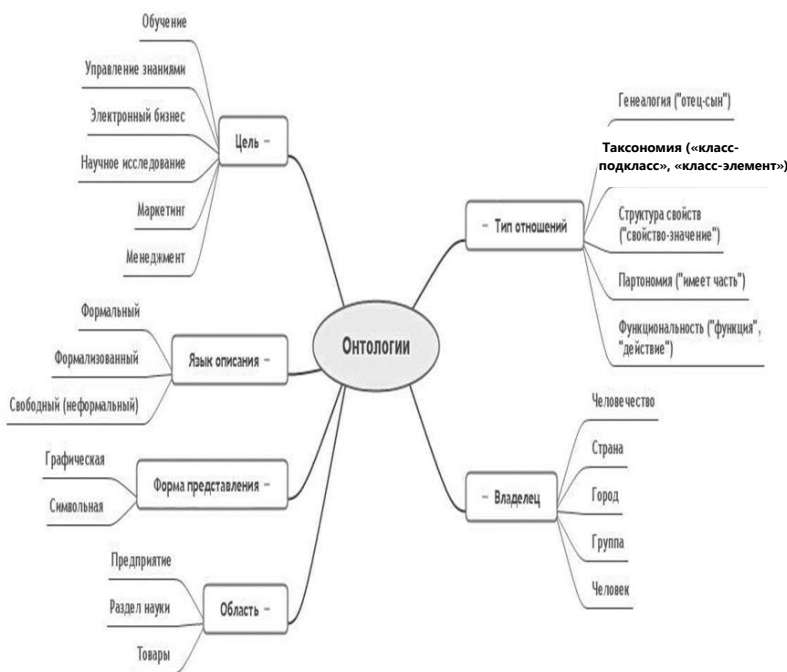 Обучение
Управление знаниями
Электронный бизнес
Научное исследование
Маркетинг
Менеджмент
Цель
Формальный
Формализованный
Свободный (неформальный)
Язык описания
Графическая
Символьная
Форма представления
Предприятие
Раздел науки
Товары
Область
Онтологии
Тип отношений
Генеалогия ("отец-сын")
Таксономия («класс-
подкласс», «класс-элемент»)
Структура свойств
("свойство-значение")
Партономия ("имеет часть")
Функциональность ("функция",
"действие")
Владелец
Человечество
Страна
Город
Группа
Человек